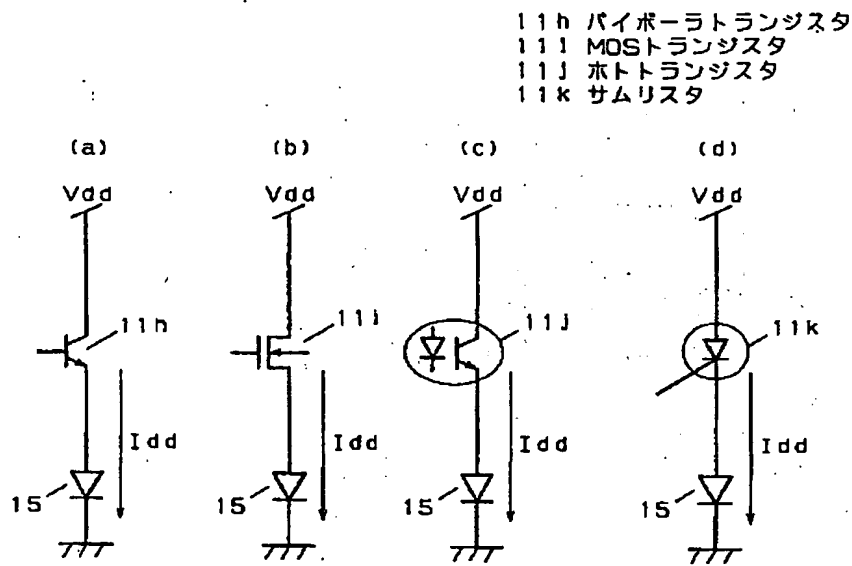 11h バイポーラトランジスタ
11i MOSトランジスタ
11j ホトトランジスタ
11k サムリスタ
(a) (b) (c) (d)
Vdd Vdd Vdd Vdd
11h 11i 11j 11k
Idd Idd Idd Idd
15 15 15 15